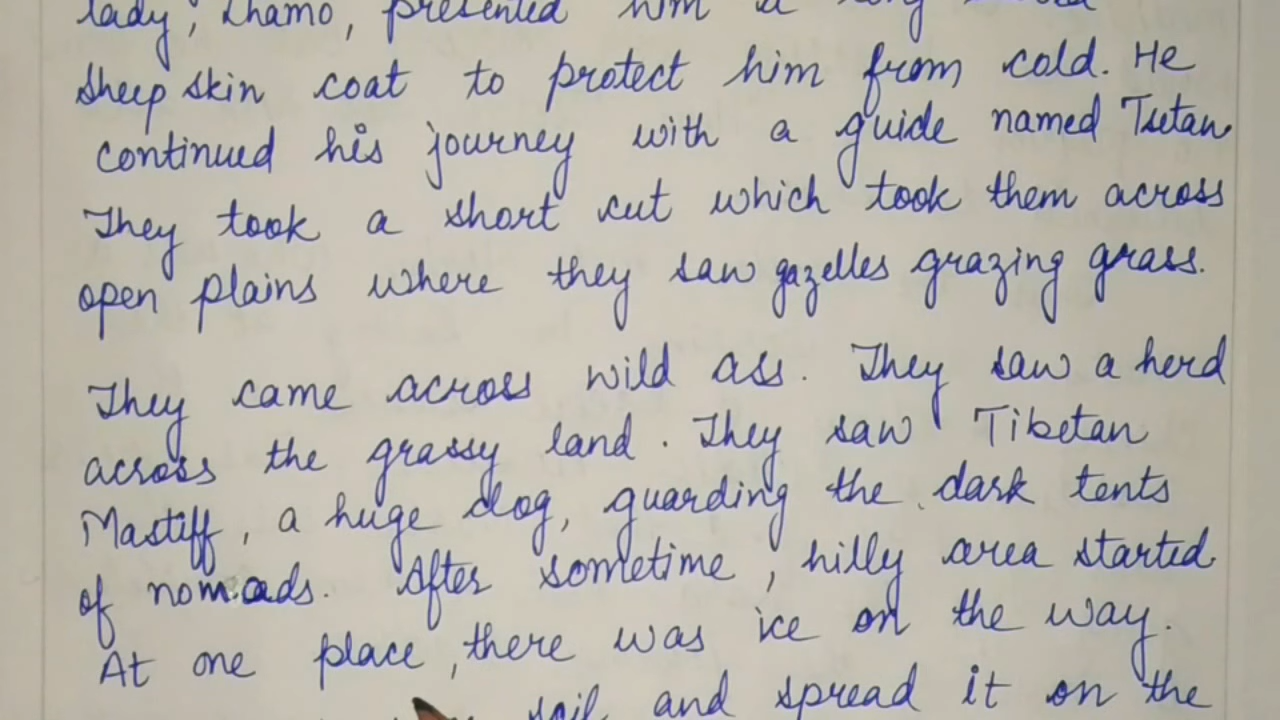 lady, Lhamo, presented him a long
sheep skin coat to protect him from cold. He
continued his journey with a guide named Tsetan
They took a short cut which took them across
open plains where they saw gazelles grazing grass.
They came across wild ass. They saw a herd
across the grassy land. They saw Tibetan
Mastiff, a huge dog, guarding the dark tents
of nomads. After sometime, hilly area started.
At one place, there was ice on the way.
soil and spread it on the